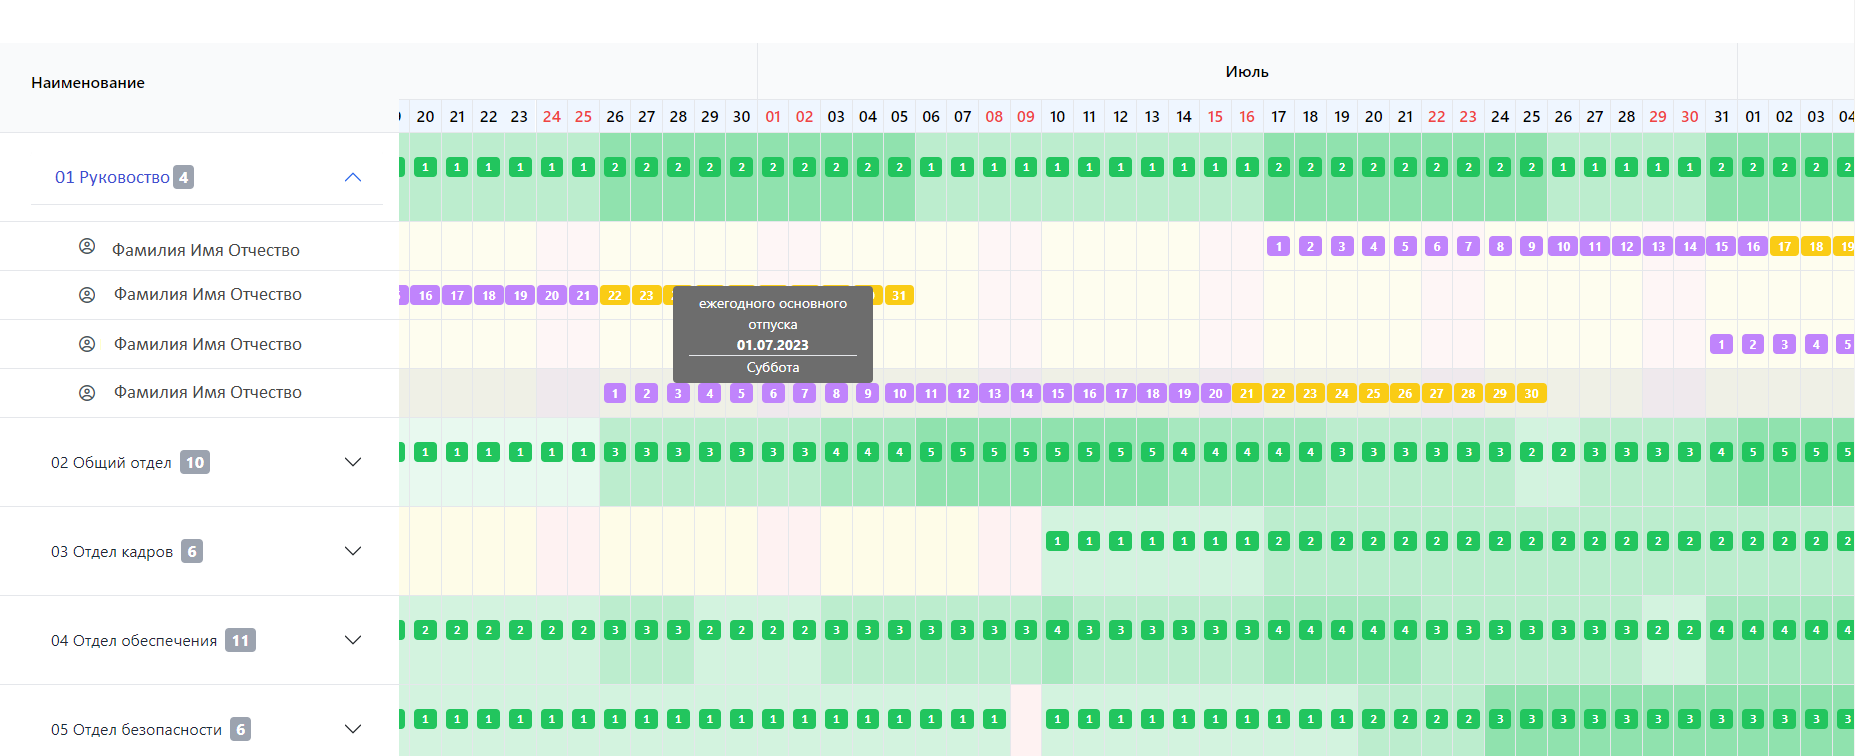 Июль
Наименование
20 21 22 23 24 25 26 27 28 29 30 01 02 03 04 05 06 07 08 09 10 11 12 13 14 15 16 17 18 19 20 21 22 23 24 25 26 27 28 29 30 31 01 02 03 04
01 Руковоство 4 1 1 1 1 1 1 2 2 2 2 2 2 2 2 2 2 1 1 1 1 1 1 1 1 1 1 1 2 2 2 2 2 2 2 2 2 1 1 1 1 1 2 2 2 2 2
Фамилия Имя Отчество 1 2 3 4 5 6 7 8 9 10 11 12 13 14 15 16 17 18 19
Фамилия Имя Отчество 16 17 18 19 20 21 22 23 31
ежегодного основного
отпуска
01.07.2023
Суббота
Фамилия Имя Отчество 1 2 3 4 5
Фамилия Имя Отчество 1 2 3 4 5 6 7 8 9 10 11 12 13 14 15 16 17 18 19 20 21 22 23 24 25 26 27 28 29 30
02 Общий отдел 10 1 1 1 1 1 1 3 3 3 3 3 3 3 4 4 4 5 5 5 5 5 5 5 5 4 4 4 4 4 3 3 3 3 3 3 2 2 3 3 3 3 4 5 5 5 5
03 Отдел кадров 6 1 1 1 1 1 1 1 2 2 2 2 2 2 2 2 2 2 2 2 2 2 2 2 2 2 2
04 Отдел обеспечения 11 2 2 2 2 2 2 3 3 3 2 2 2 2 3 3 3 3 3 3 3 4 3 3 3 3 3 3 4 4 4 4 4 3 3 3 3 3 3 3 2 2 4 4 4 4 4
05 Отдел безопасности 6 1 1 1 1 1 1 1 1 1 1 1 1 1 1 1 1 1 1 1 1 1 1 1 1 1 1 1 1 1 2 2 2 2 3 3 3 3 3 3 3 3 3 3 3 3